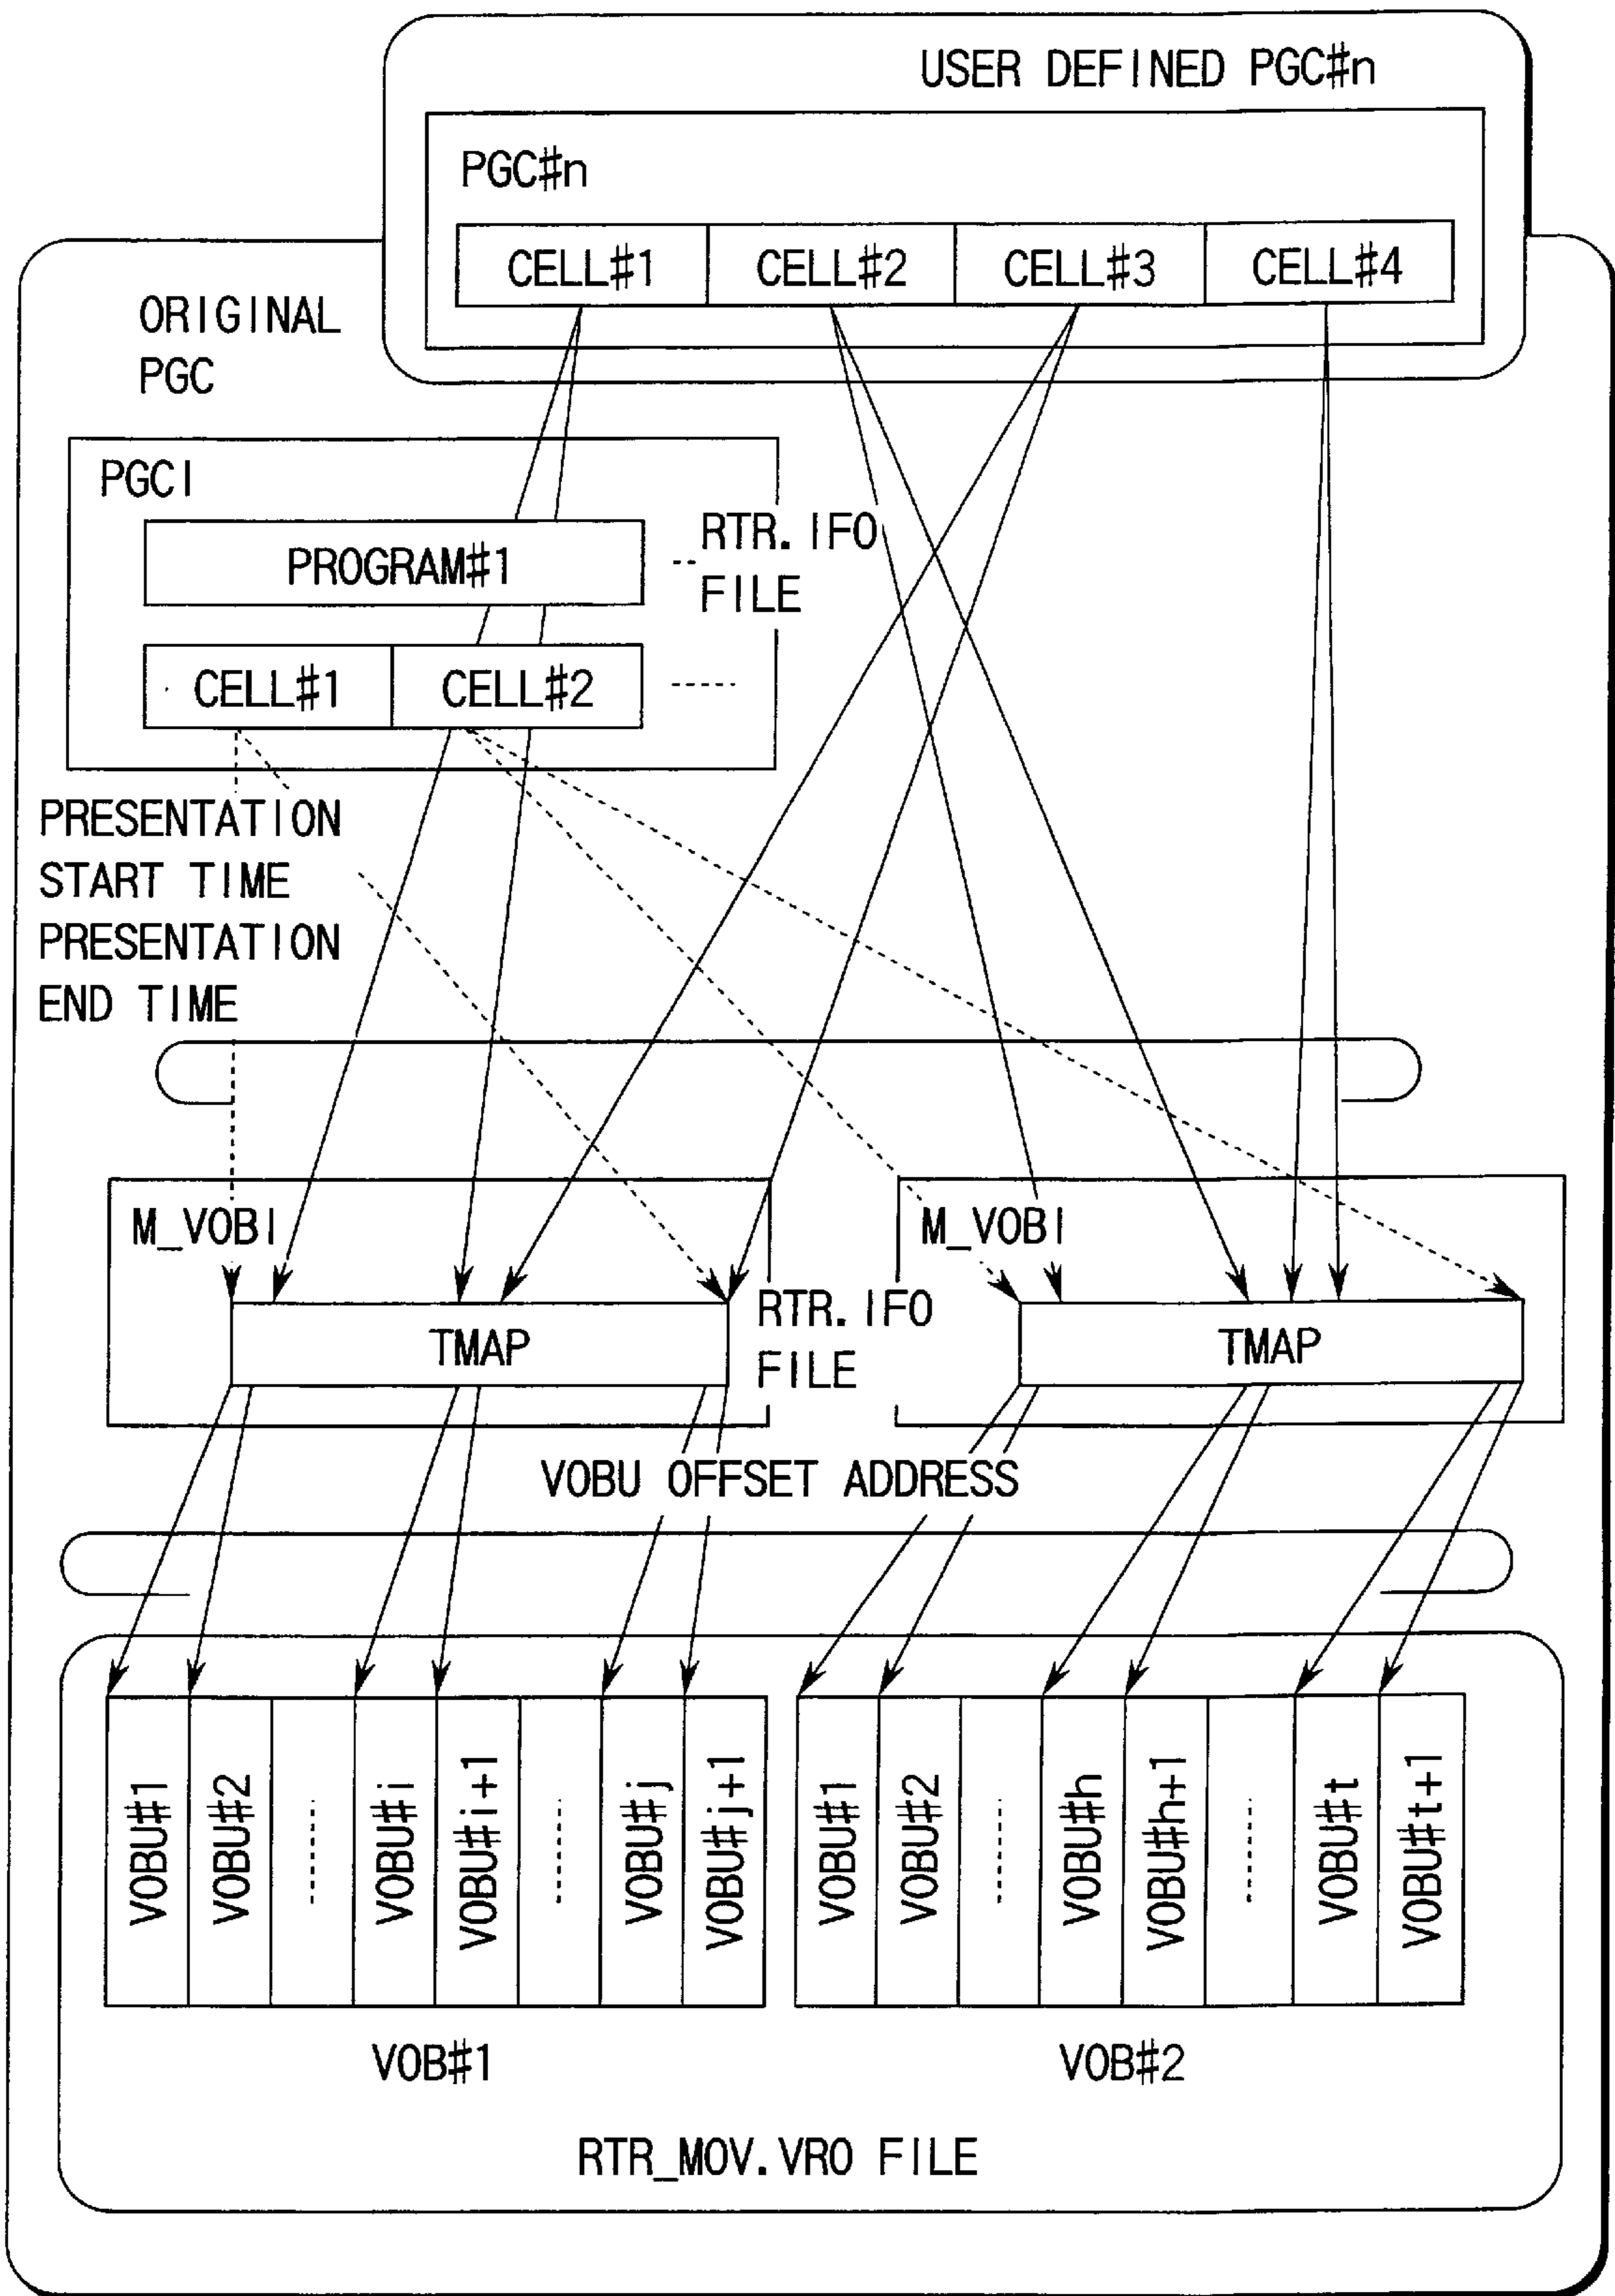 USER DEFINED PGC#n
PGC#n
CELL#1 CELL#2 CELL#3 CELL#4
ORIGINAL
PGC
PGCI
PROGRAM#1
RTR.IFO
FILE
CELL#1 CELL#2
PRESENTATION
START TIME
PRESENTATION
END TIME
M_VOBI
M_VOBI
RTR.IFO
FILE
TMAP
TMAP
VOBU OFFSET ADDRESS
VOBU#1
VOBU#2
VOBU#i
VOBU#i+1
VOBU#j
VOBU#j+1
VOBU#1
VOBU#2
VOBU#h
VOBU#h+1
VOBU#t
VOBU#t+1
VOB#1
VOB#2
RTR_MOV.VRO FILE